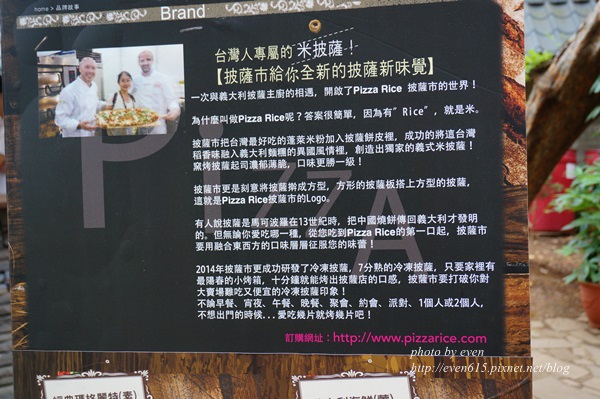 home > 品牌故事
Brand
台灣人專屬的 米披薩！
【披薩市給你全新的披薩新味覺】
一次與義大利披薩主廚的相遇，開啟了Pizza Rice 披薩市的世界！
為什麼叫做Pizza Rice呢？答案很簡單，因為有"Rice"，就是米。
披薩市把台灣最好吃的蓬萊米粉加入披薩餅皮裡，成功的將這台灣
稻香味融入義大利麵糰的異國風情裡，創造出獨家的義式米披薩！
窯烤披薩起司濃郁薄脆，口味更勝一級！
披薩市更是刻意將披薩擀成方型，方形的披薩板搭上方型的披薩，
這就是Pizza Rice披薩市的Logo。
有人說披薩是馬可波羅在13世紀時，把中國燒餅傳回義大利才發明
的。但無論你愛吃哪一種，從您吃到Pizza Rice的第一口起，披薩市
要用融合東西方的口味層層征服您的味蕾！
2014年披薩市更成功研發了冷凍披薩，7分熟的冷凍披薩，只要家裡有
最陽春的小烤箱，十分鐘就能烤出披薩店的口感，披薩市要打破你對
大賣場難吃又便宜的冷凍披薩印象！
不論早餐、宵夜、午餐、晚餐、聚會、約會、派對、1個人或2個人，
不想出門的時候...愛吃幾片就烤幾片吧！
訂購網址：http://www.pizzarice.com
PIZZA
photo by even
http://even615.pixnet.net/blog
經典瑪格麗特(素)